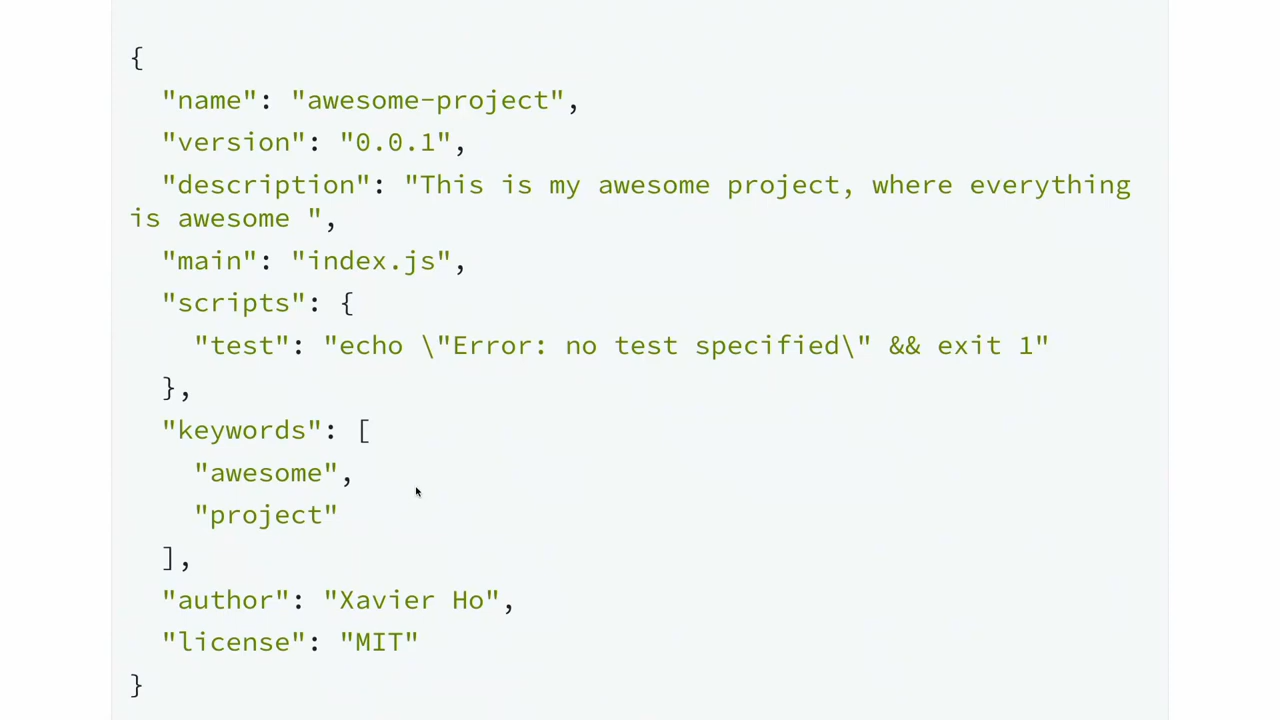 {
"name": "awesome-project",
"version": "0.0.1",
"description": "This is my awesome project, where everything
is awesome ",
"main": "index.js",
"scripts": {
"test": "echo \"Error: no test specified\" && exit 1"
},
"keywords": [
"awesome",
"project"
],
"author": "Xavier Ho",
"license": "MIT"
}